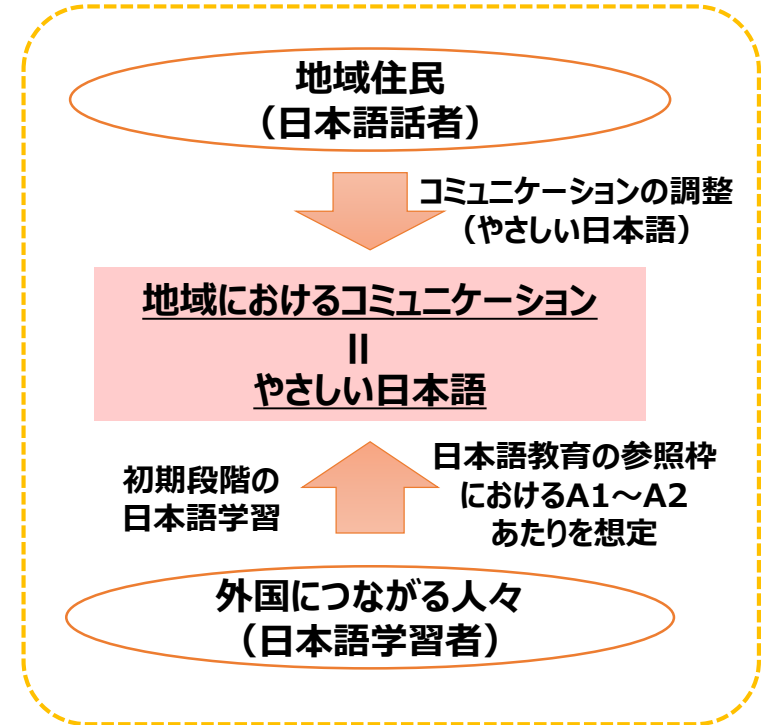 地域住民
（日本語話者）
コミュニケーションの調整
（やさしい日本語）
地域におけるコミュニケーション
＝
やさしい日本語
初期段階の
日本語学習
日本語教育の参照枠
におけるA1～A2
あたりを想定
外国につながる人々
（日本語学習者）